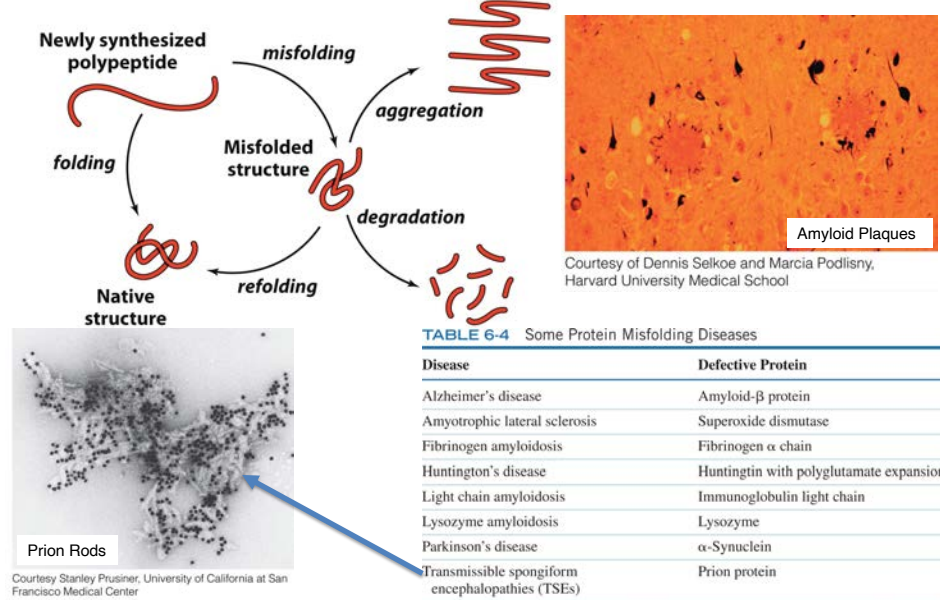 Newly synthesized
polypeptide
misfolding
aggregation
folding
Misfolded
structure
degradation
refolding
Native
structure
Amyloid Plaques
Courtesy of Dennis Selkoe and Marcia Podlisny,
Harvard University Medical School
Prion Rods
Courtesy Stanley Prusiner, University of California at San
Francisco Medical Center
TABLE 6-4 Some Protein Misfolding Diseases
Disease Defective Protein
Alzheimer's disease Amyloid-β protein
Amyotrophic lateral sclerosis Superoxide dismutase
Fibrinogen amyloidosis Fibrinogen α chain
Huntington's disease Huntingtin with polyglutamate expansion
Light chain amyloidosis Immunoglobulin light chain
Lysozyme amyloidosis Lysozyme
Parkinson's disease α-Synuclein
Transmissible spongiform Prion protein
encephalopathies (TSEs)